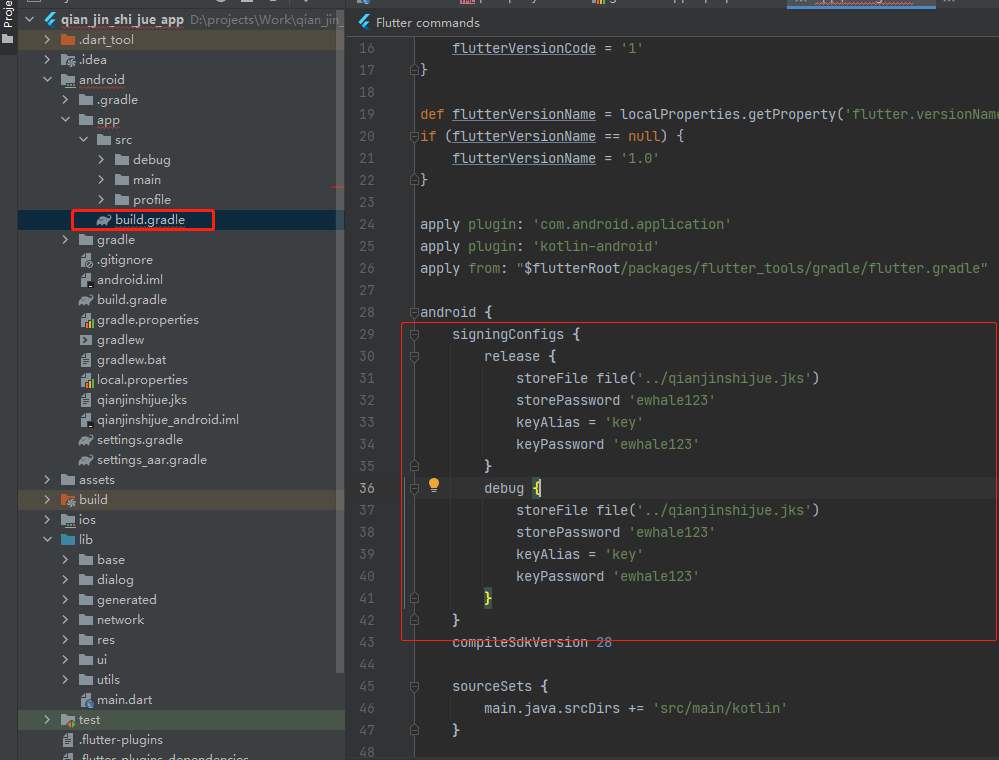 Proje
qian_jin_shi_jue_app D:\projects\Work\qian_jin_
.dart_tool
.idea
android
.gradle
app
src
debug
main
profile
build.gradle
gradle
.gitignore
android.iml
build.gradle
gradle.properties
gradlew
gradlew.bat
local.properties
qianjinshijue.jks
qianjinshijue_android.iml
settings.gradle
settings_aar.gradle
assets
build
ios
lib
base
dialog
generated
network
res
ui
utils
main.dart
test
.flutter-plugins
.flutter-plugins-dependencies
Flutter commands
16 flutterVersionCode = '1'
17 }
18
19 def flutterVersionName = localProperties.getProperty('flutter.versionName
20 if (flutterVersionName == null) {
21 flutterVersionName = '1.0'
22 }
23
24 apply plugin: 'com.android.application'
25 apply plugin: 'kotlin-android'
26 apply from: "$flutterRoot/packages/flutter_tools/gradle/flutter.gradle"
27
28 android {
29 signingConfigs {
30 release {
31 storeFile file('../qianjinshijue.jks')
32 storePassword 'ewhale123'
33 keyAlias = 'key'
34 keyPassword 'ewhale123'
35 }
36 debug {
37 storeFile file('../qianjinshijue.jks')
38 storePassword 'ewhale123'
39 keyAlias = 'key'
40 keyPassword 'ewhale123'
41 }
42 }
43 compileSdkVersion 28
44
45 sourceSets {
46 main.java.srcDirs += 'src/main/kotlin'
47 }
48